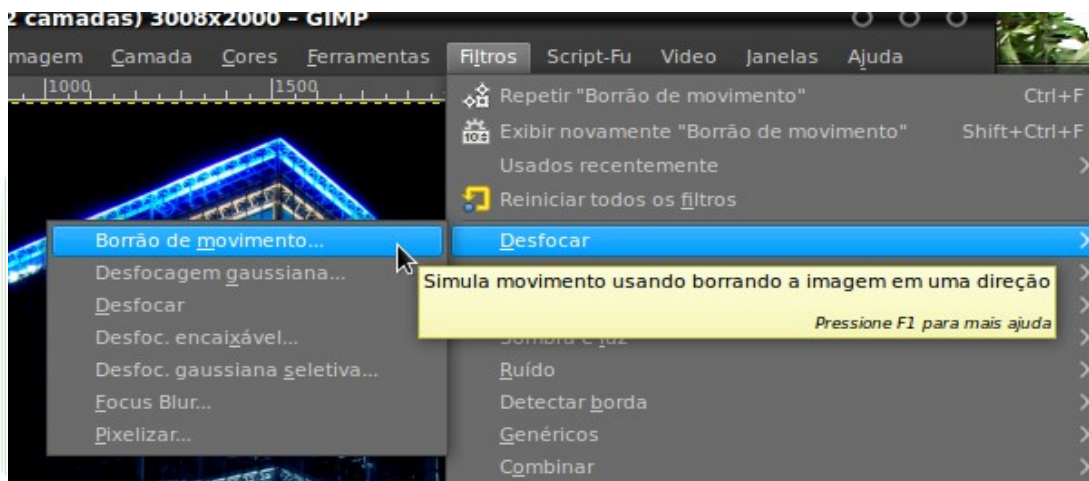 2 camadas) 3008x2000 – GIMP
magem Camada Cores Ferramentas Filtros Script-Fu Video Janelas Ajuda
1000 1500
Repetir "Borrão de movimento" Ctrl+F
Exibir novamente "Borrão de movimento" Shift+Ctrl+F
Usados recentemente
Reiniciar todos os filtros
Desfocar
Borrão de movimento...
Desfocagem gaussiana...
Desfocar
Desfoc. encaixável...
Desfoc. gaussiana seletiva...
Focus Blur...
Pixelizar...
Simula movimento usando borrando a imagem em uma direção
Pressione F1 para mais ajuda
Sombra e luz
Ruído
Detectar borda
Genéricos
Combinar